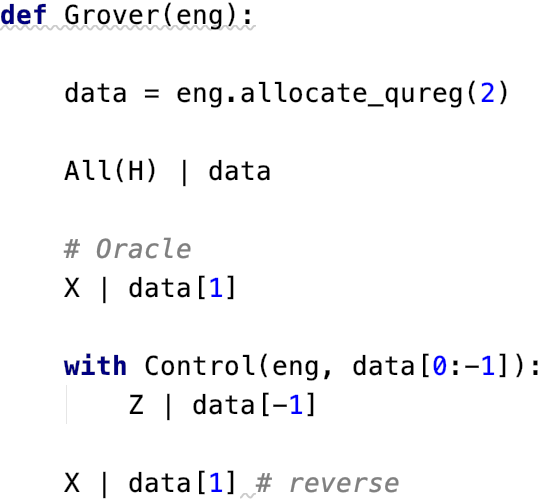 def Grover(eng):
    data = eng.allocate_qureg(2)
    All(H) | data
    # Oracle
    X | data[1]
    with Control(eng, data[0:-1]):
        Z | data[-1]
    X | data[1] # reverse